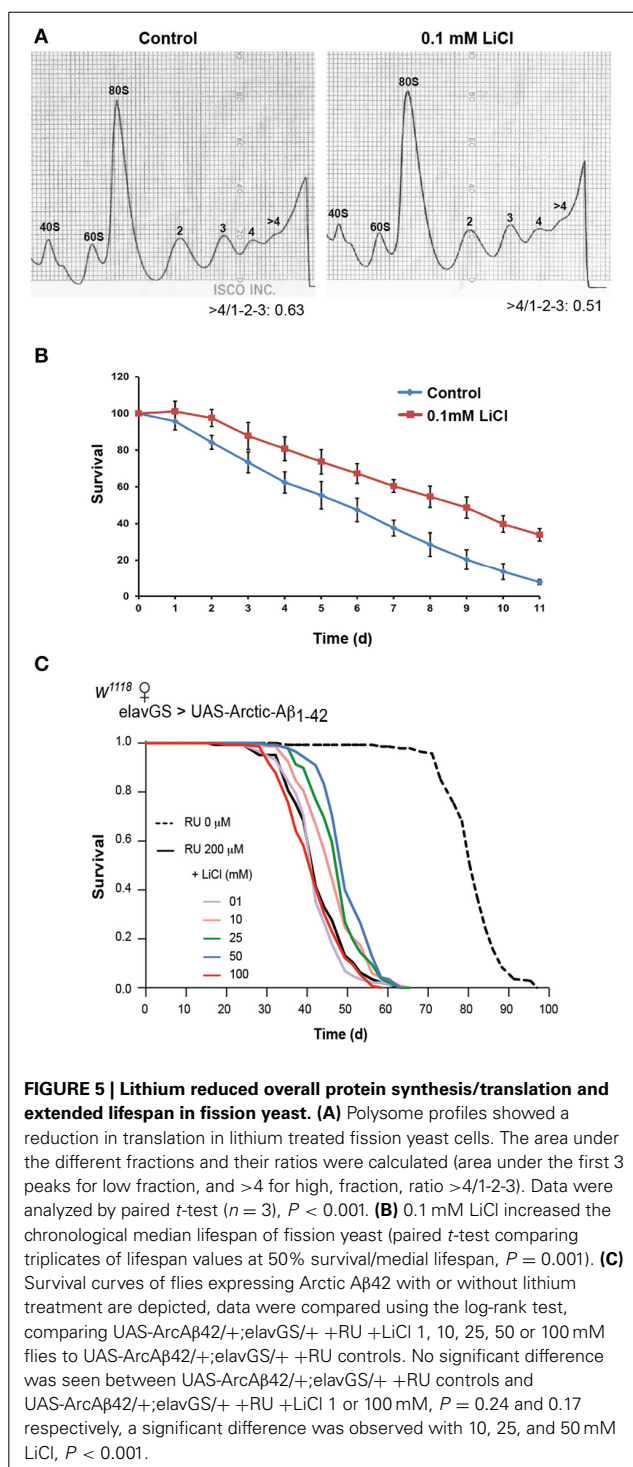 A
Control
0.1 mM LiCl
80S
40S
60S
2
3
4
>4
ISCO INC.
>4/1-2-3: 0.63
80S
40S
60S
2
3
4
>4
>4/1-2-3: 0.51
B
120
100
80
60
40
20
0
Survival
Control
0.1mM LiCl
0 1 2 3 4 5 6 7 8 9 10 11
Time (d)
C
W1118 ♀
elavGS > UAS-Arctic-Aβ1-42
1.0
0.8
0.6
0.4
0.2
0.0
Survival
RU 0 µM
RU 200 µM
+ LiCl (mM)
01
10
25
50
100
0 10 20 30 40 50 60 70 80 90 100
Time (d)
FIGURE 5 | Lithium reduced overall protein synthesis/translation and
extended lifespan in fission yeast. (A) Polysome profiles showed a
reduction in translation in lithium treated fission yeast cells. The area under
the different fractions and their ratios were calculated (area under the first 3
peaks for low fraction, and >4 for high, fraction, ratio >4/1-2-3). Data were
analyzed by paired t-test (n = 3), P < 0.001. (B) 0.1 mM LiCl increased the
chronological median lifespan of fission yeast (paired t-test comparing
triplicates of lifespan values at 50% survival/medial lifespan, P = 0.001). (C)
Survival curves of flies expressing Arctic Aβ42 with or without lithium
treatment are depicted, data were compared using the log-rank test,
comparing UAS-ArcAβ42/+;elavGS/+ +RU +LiCl 1, 10, 25, 50 or 100 mM
flies to UAS-ArcAβ42/+;elavGS/+ +RU controls. No significant difference
was seen between UAS-ArcAβ42/+;elavGS/+ +RU controls and
UAS-ArcAβ42/+;elavGS/+ +RU +LiCl 1 or 100 mM, P = 0.24 and 0.17
respectively, a significant difference was observed with 10, 25, and 50 mM
LiCl, P < 0.001.